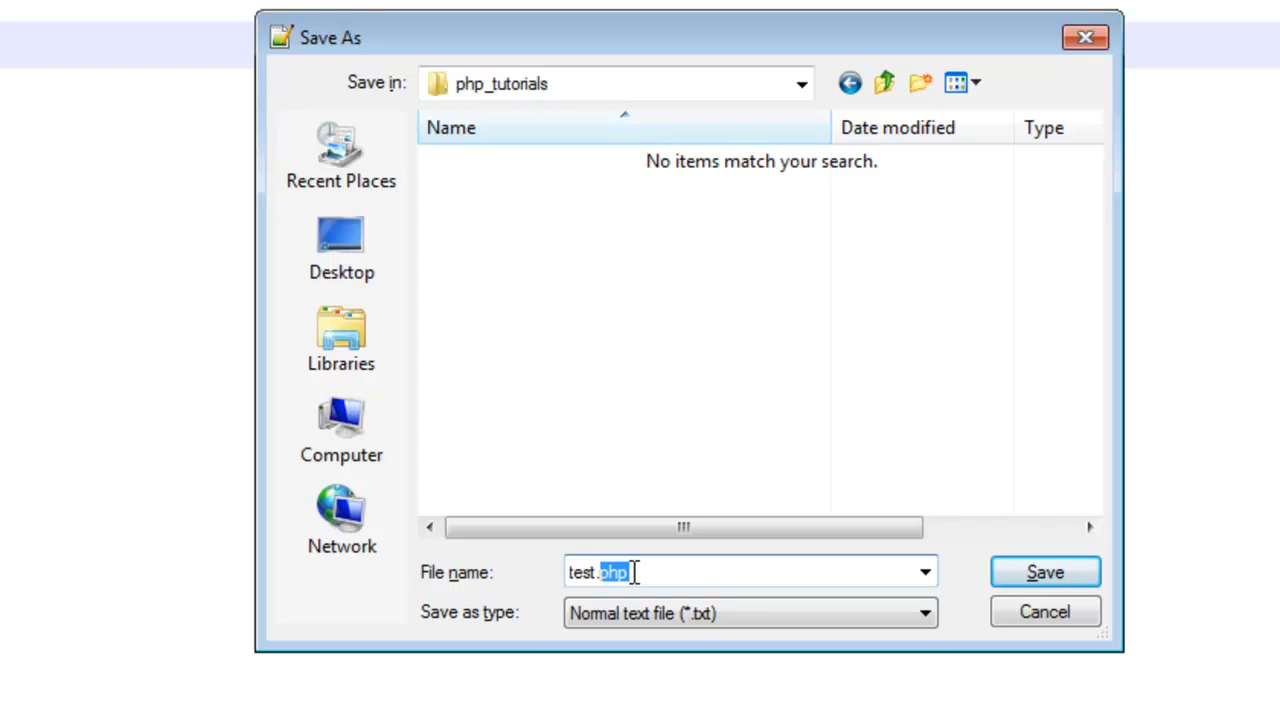 Save As
Save in: php_tutorials
Name Date modified Type
No items match your search.
Recent Places
Desktop
Libraries
Computer
Network
File name: test.php Save
Save as type: Normal text file (*.txt) Cancel